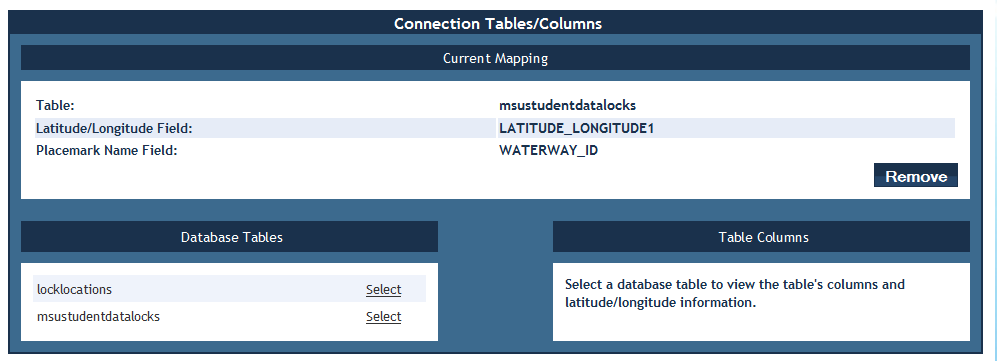 Connection Tables/Columns
Current Mapping
Table: msustudentdatalocks
Latitude/Longitude Field: LATITUDE_LONGITUDE1
Placemark Name Field: WATERWAY_ID
Remove
Database Tables
locklocations Select
msustudentdatalocks Select
Table Columns
Select a database table to view the table's columns and
latitude/longitude information.